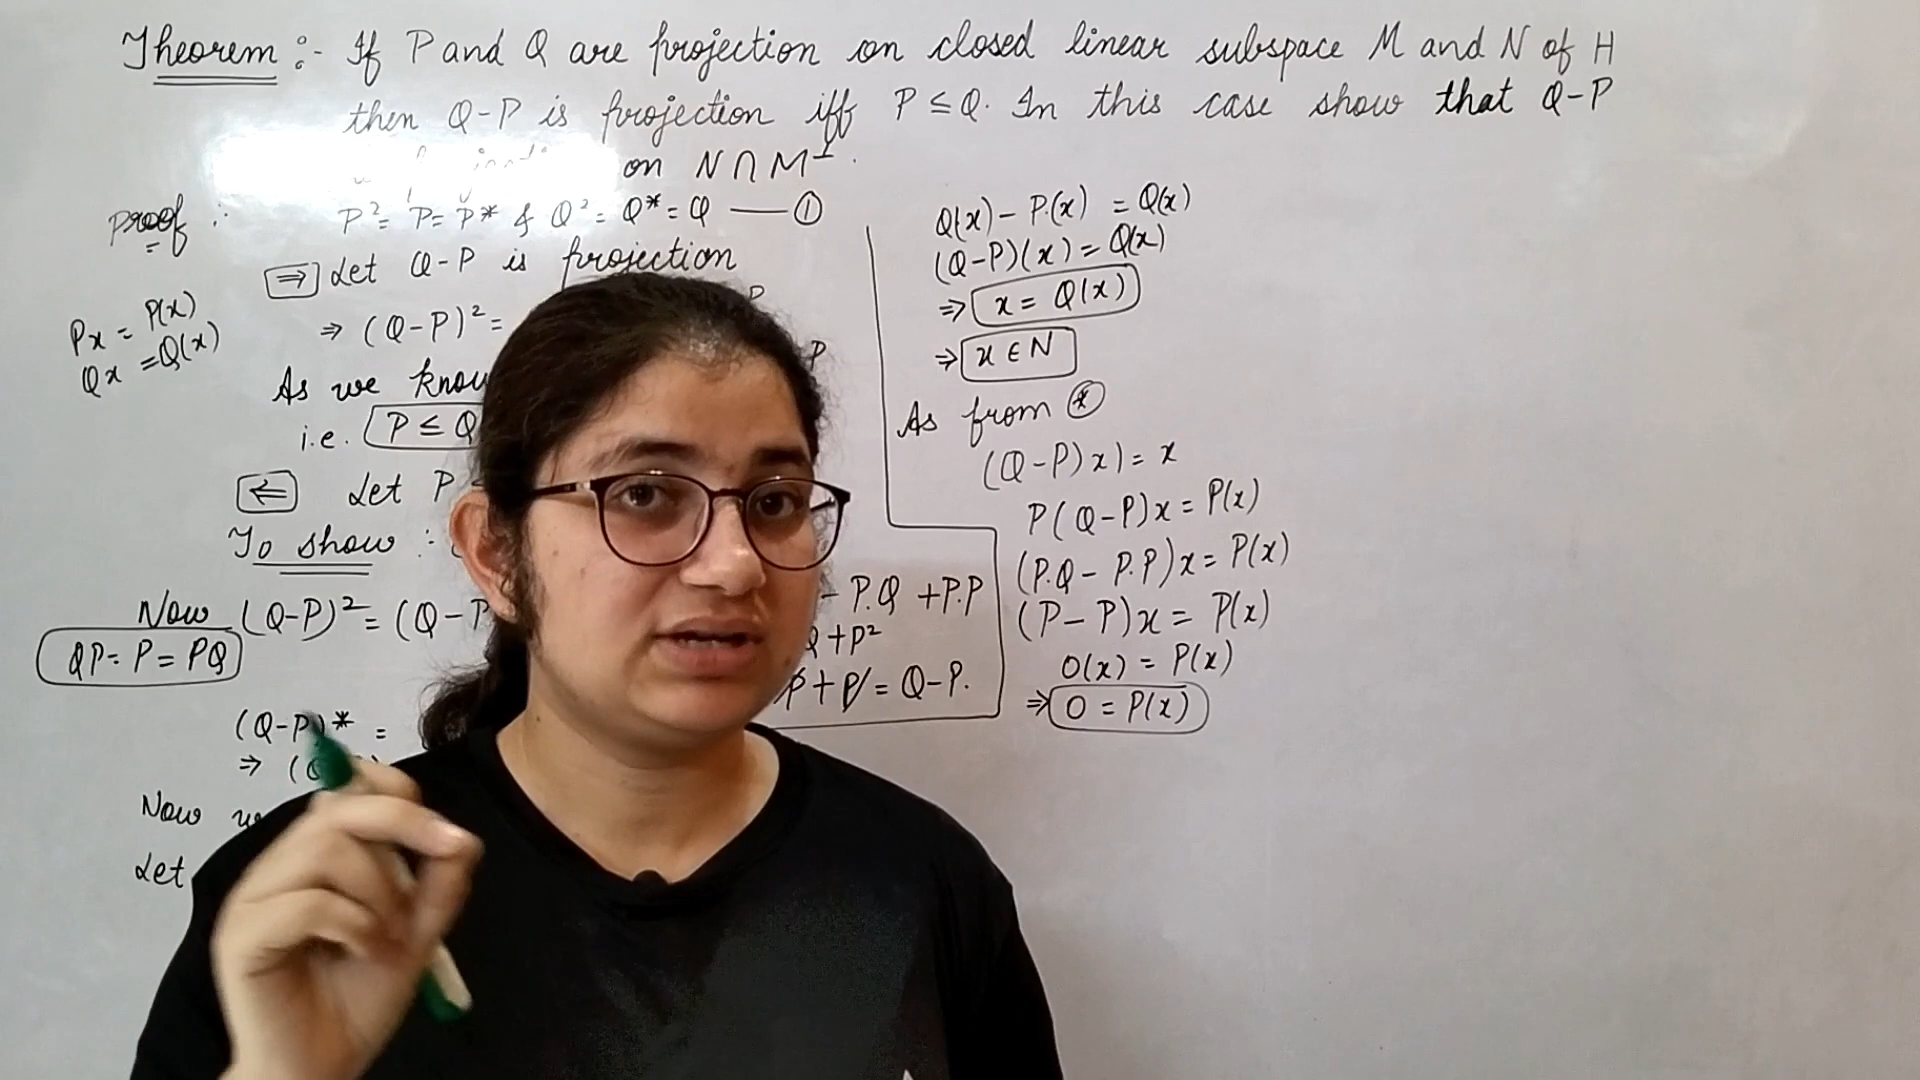 Theorem :- If P and Q are projection on closed linear subspace M and N of H
then Q-P is projection iff P ≤ Q. In this case show that Q-P
on N ∩ M⊥.
Proof :
P² = P = P* & Q² = Q* = Q — ①
⇒ Let Q-P is projection
Px = P(x)
Qx = Q(x)
⇒ (Q-P)² =
P
As we know
P
i.e. P ≤ Q
⇐ Let P
To show :-
Now (Q-P)² = (Q-P
- P.Q + P.P
QP = P = PQ
+ P²
P + P = Q-P.
(Q-P)* =
⇒ (Q
Now
Let
Q(x) - P(x) = Q(x)
(Q-P)(x) = Q(x)
⇒ x = Q(x)
⇒ x ∈ N
As from *
(Q-P)x) = x
P(Q-P)x = P(x)
(P.Q - P.P)x = P(x)
(P-P)x = P(x)
O(x) = P(x)
⇒ O = P(x)